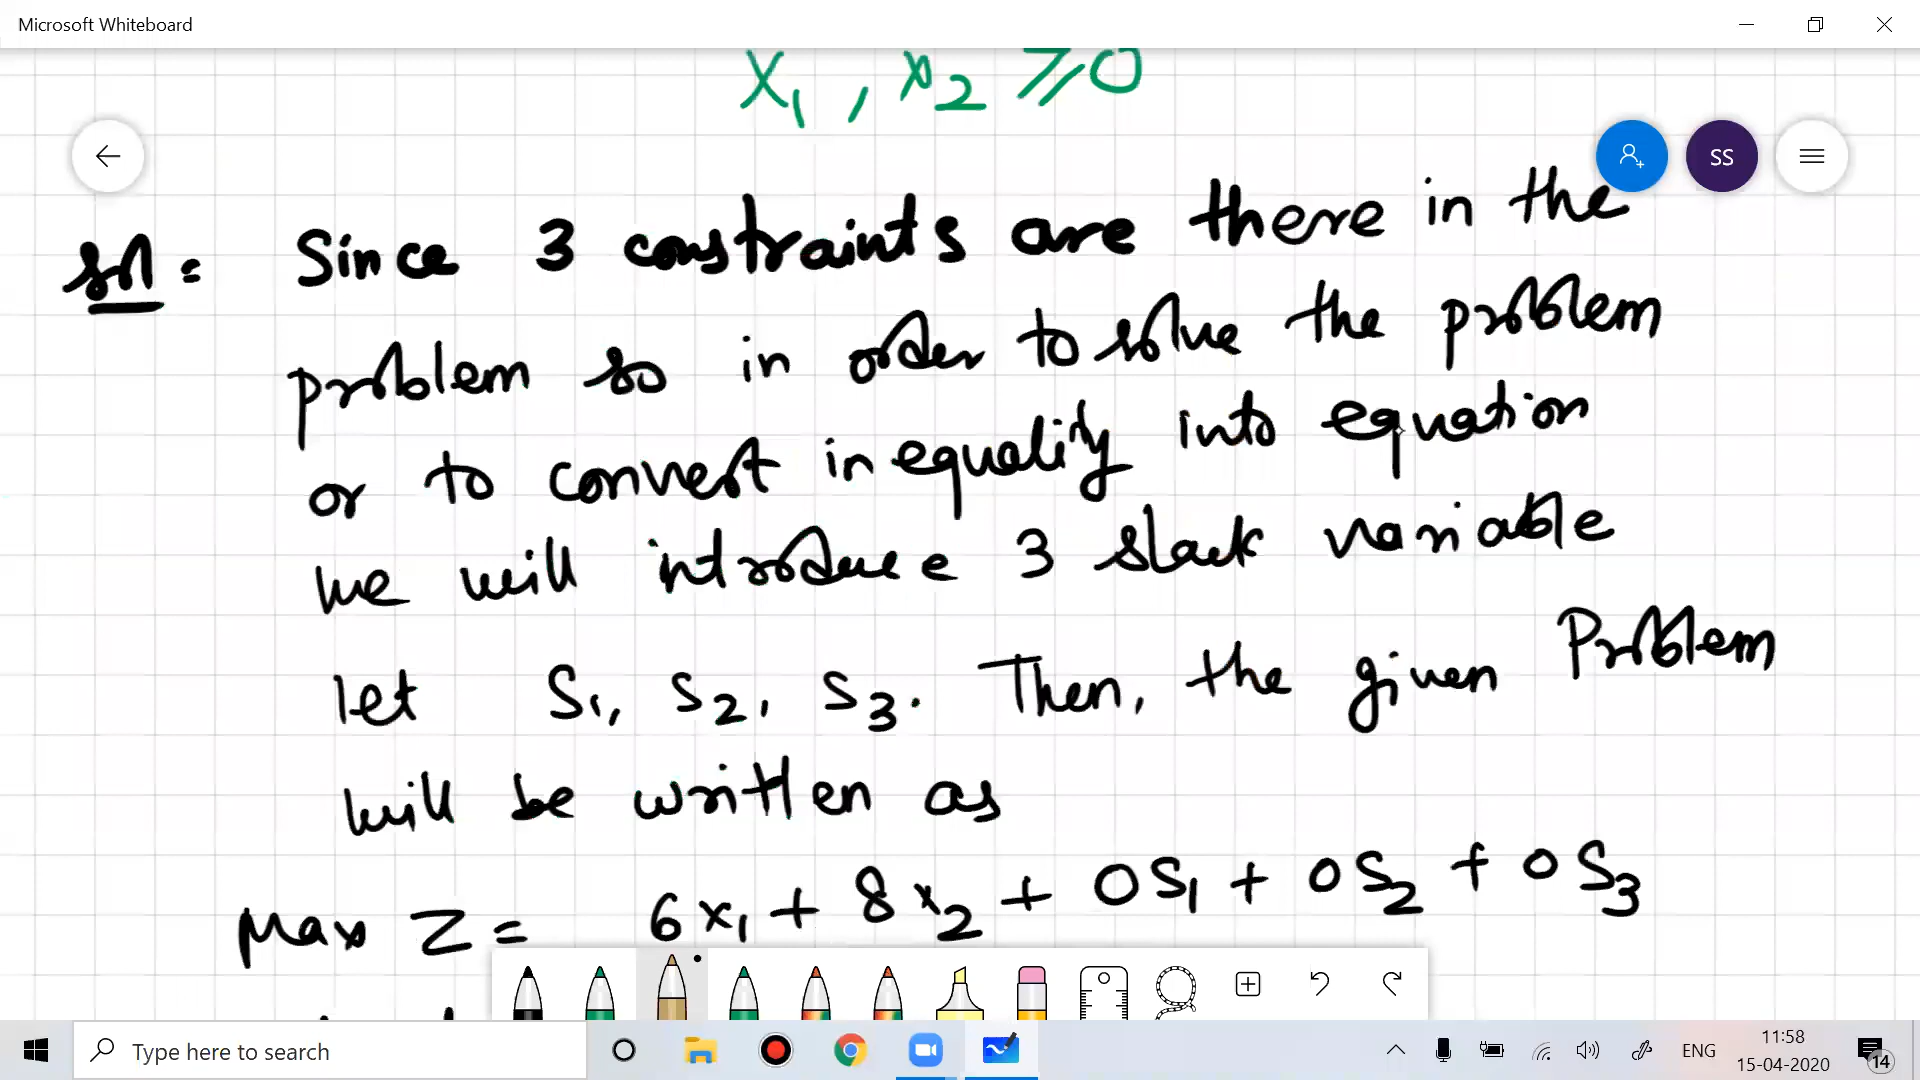 Microsoft Whiteboard
x₁, x₂ ≥ 0
SS
Sol = Since 3 constraints are there in the
problem so in order to solve the problem
or to convert inequality into equation
we will introduce 3 slack variable
let S₁, S₂, S₃. Then, the given Problem
will be written as
Max Z = 6x₁ + 8x₂ + 0S₁ + 0S₂ + 0S₃
Type here to search
ENG
11:58
15-04-2020
14